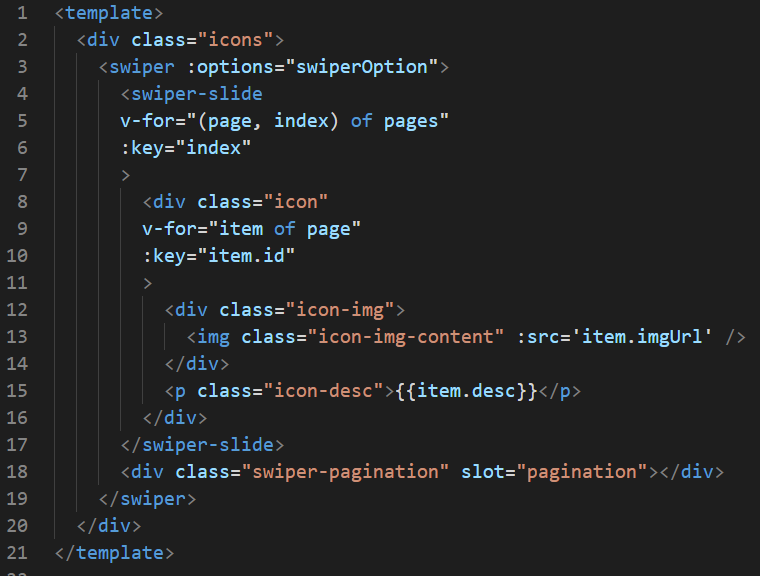 1 <template>
2   <div class="icons">
3     <swiper :options="swiperOption">
4       <swiper-slide
5       v-for="(page, index) of pages"
6       :key="index"
7       >
8         <div class="icon"
9         v-for="item of page"
10         :key="item.id"
11         >
12           <div class="icon-img">
13             <img class="icon-img-content" :src='item.imgUrl' />
14           </div>
15           <p class="icon-desc">{{item.desc}}</p>
16         </div>
17       </swiper-slide>
18       <div class="swiper-pagination" slot="pagination"></div>
19     </swiper>
20   </div>
21 </template>